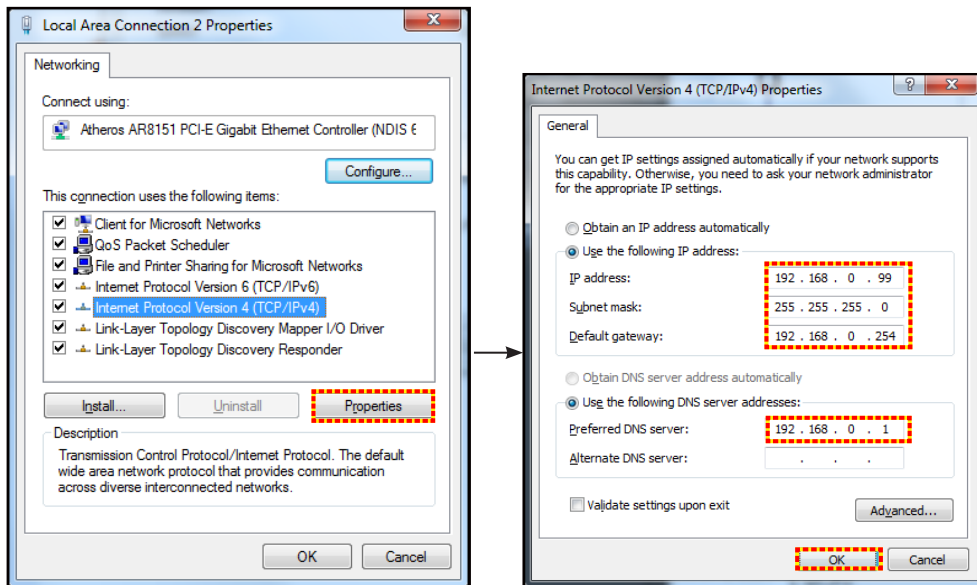 Local Area Connection 2 Properties
Networking
Connect using:
Atheros AR8151 PCI-E Gigabit Ethernet Controller (NDIS 6
Configure...
This connection uses the following items:
Client for Microsoft Networks
QoS Packet Scheduler
File and Printer Sharing for Microsoft Networks
Internet Protocol Version 6 (TCP/IPv6)
Internet Protocol Version 4 (TCP/IPv4)
Link-Layer Topology Discovery Mapper I/O Driver
Link-Layer Topology Discovery Responder
Install...
Uninstall
Properties
Description
Transmission Control Protocol/Internet Protocol. The default
wide area network protocol that provides communication
across diverse interconnected networks.
OK
Cancel
Internet Protocol Version 4 (TCP/IPv4) Properties
General
You can get IP settings assigned automatically if your network supports
this capability. Otherwise, you need to ask your network administrator
for the appropriate IP settings.
Obtain an IP address automatically
Use the following IP address:
IP address: 192 . 168 . 0 . 99
Subnet mask: 255 . 255 . 255 . 0
Default gateway: 192 . 168 . 0 . 254
Obtain DNS server address automatically
Use the following DNS server addresses:
Preferred DNS server: 192 . 168 . 0 . 1
Alternate DNS server: . . .
Validate settings upon exit
Advanced...
OK
Cancel